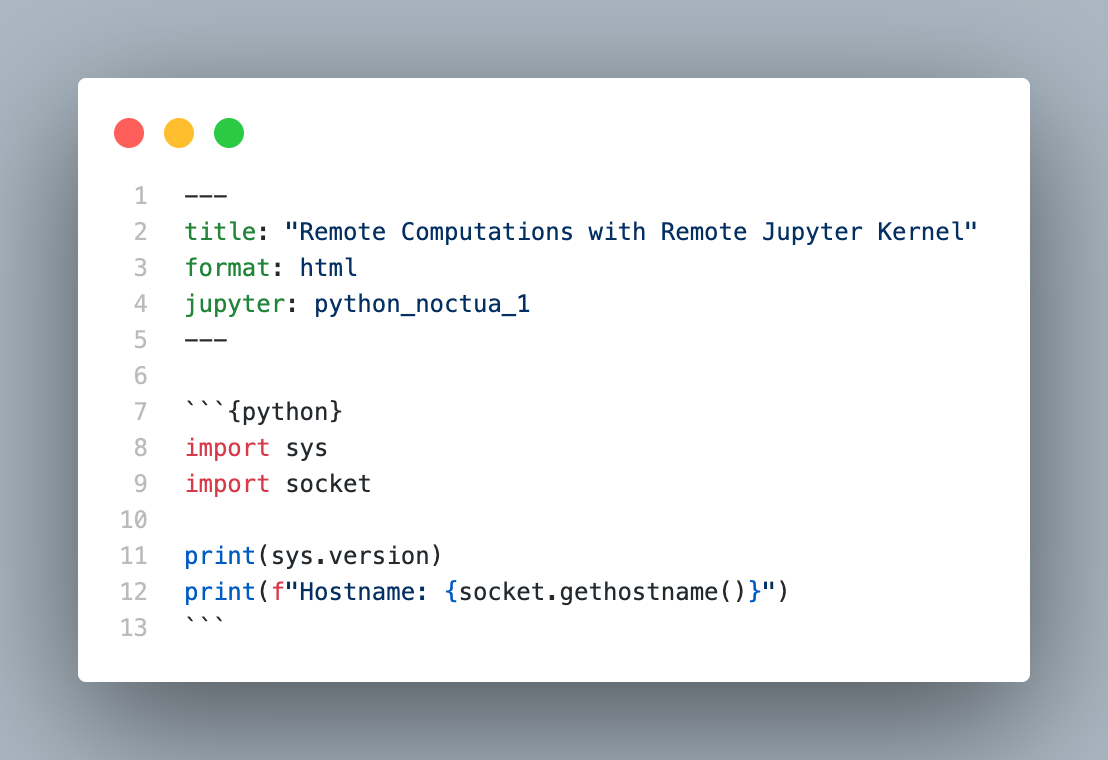 1 ---
2 title: "Remote Computations with Remote Jupyter Kernel"
3 format: html
4 jupyter: python_noctua_1
5 ---
6
7 ```{python}
8 import sys
9 import socket
10
11 print(sys.version)
12 print(f"Hostname: {socket.gethostname()}")
13 ```